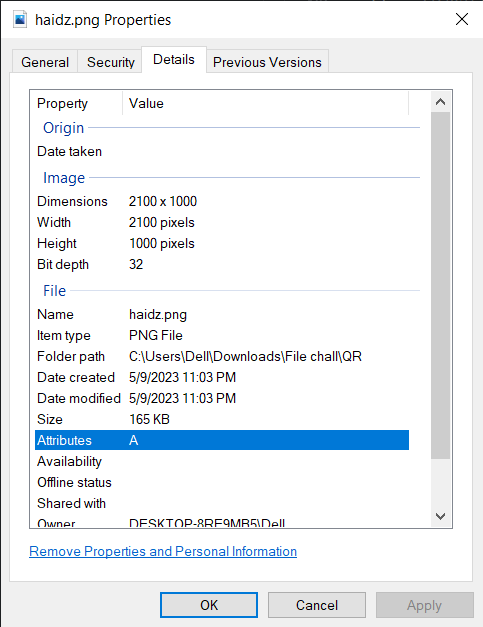 haidz.png Properties
General Security Details Previous Versions
Property Value
Origin
Date taken
Image
Dimensions 2100 x 1000
Width 2100 pixels
Height 1000 pixels
Bit depth 32
File
Name haidz.png
Item type PNG File
Folder path C:\Users\Dell\Downloads\File chall\QR
Date created 5/9/2023 11:03 PM
Date modified 5/9/2023 11:03 PM
Size 165 KB
Attributes A
Availability
Offline status
Shared with
Owner DESKTOP-8RE9MB5\Dell
Remove Properties and Personal Information
OK Cancel Apply